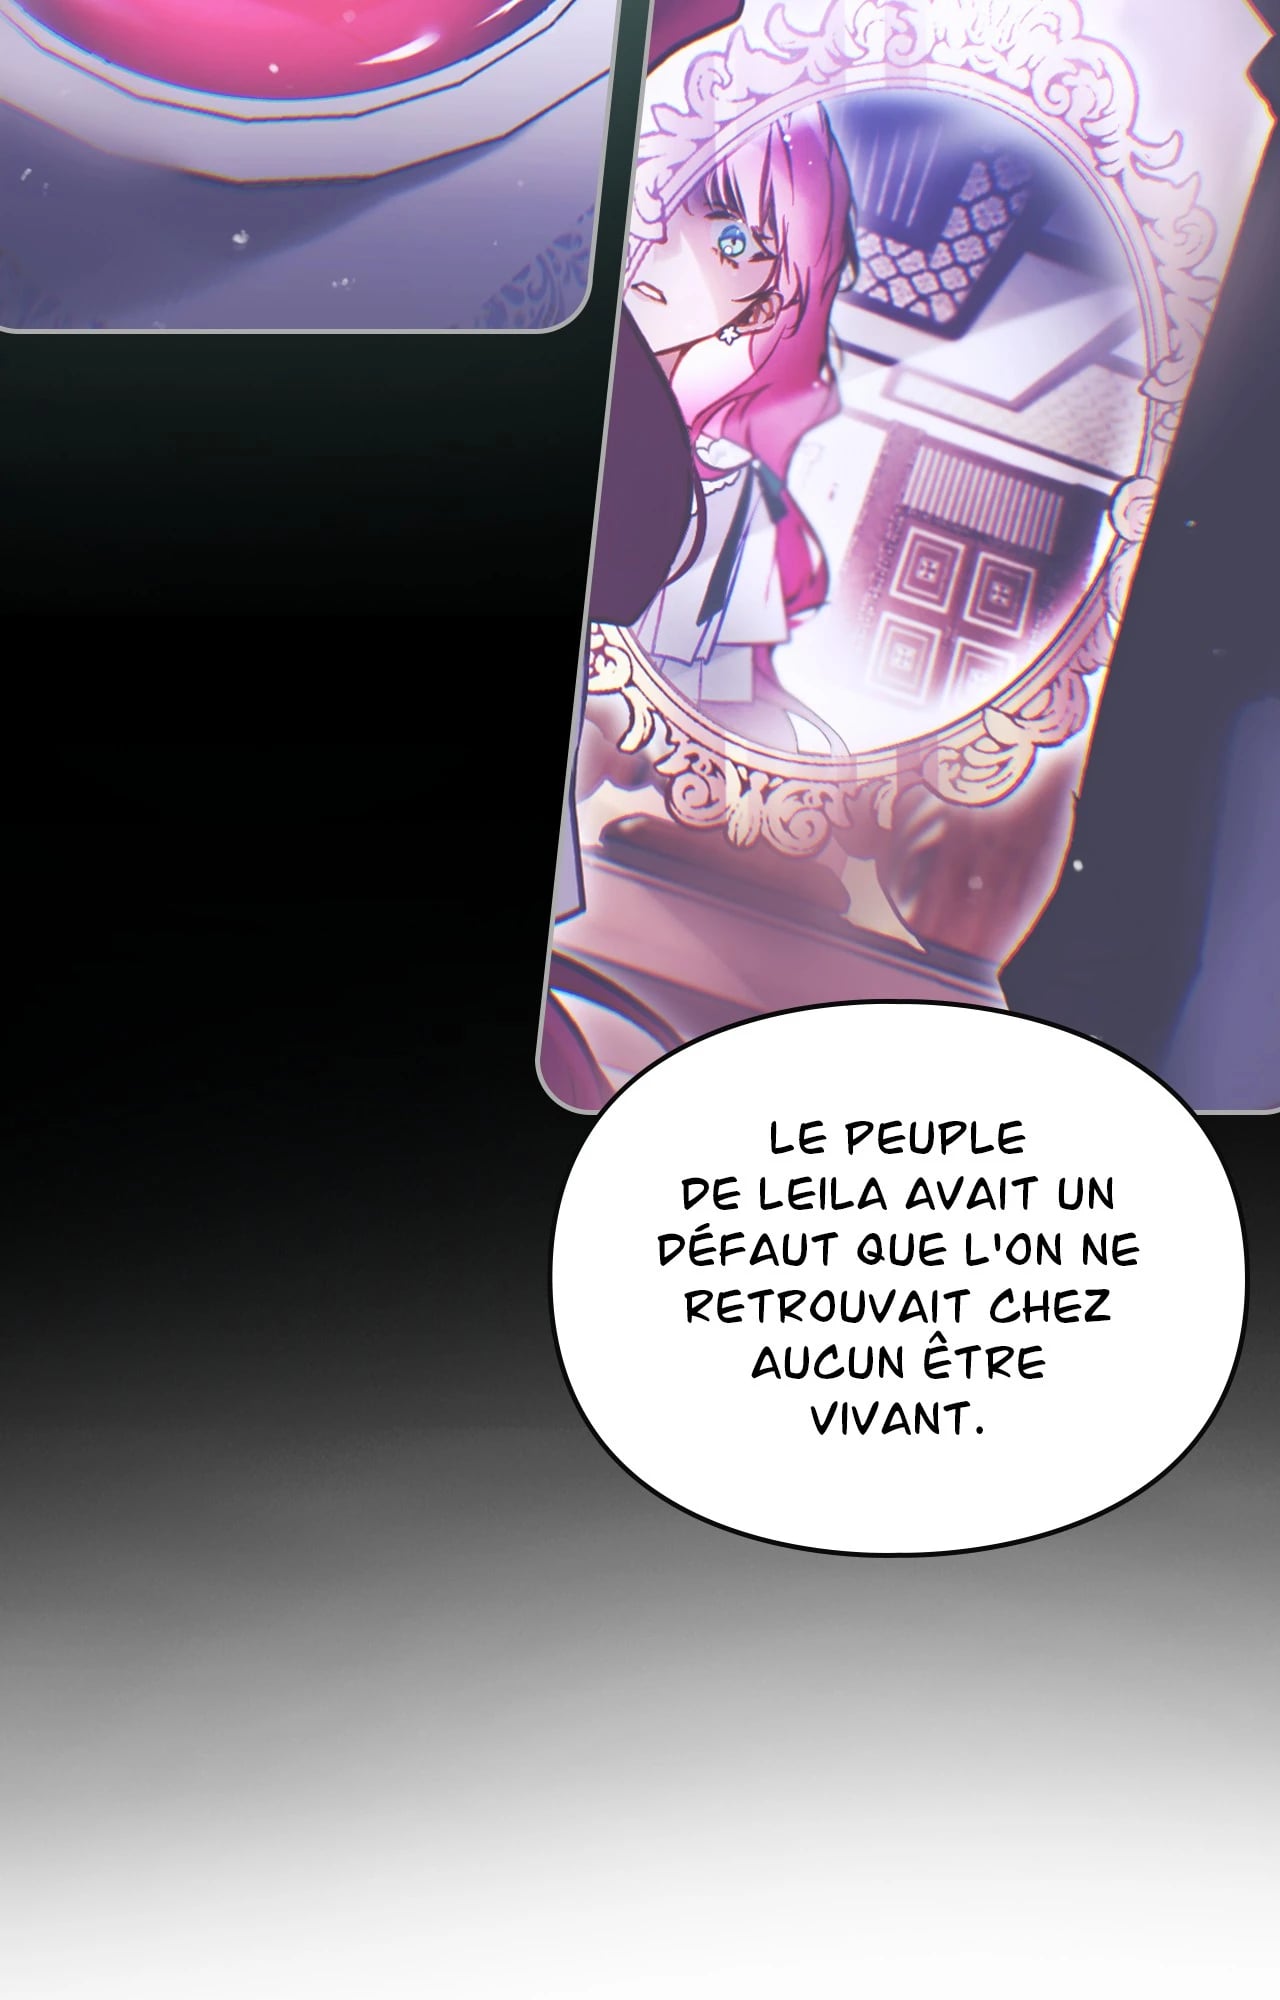 LE PEUPLE
DE LEILA AVAIT UN
DÉFAUT QUE L'ON NE
RETROUVAIT CHEZ
AUCUN ÊTRE
VIVANT.